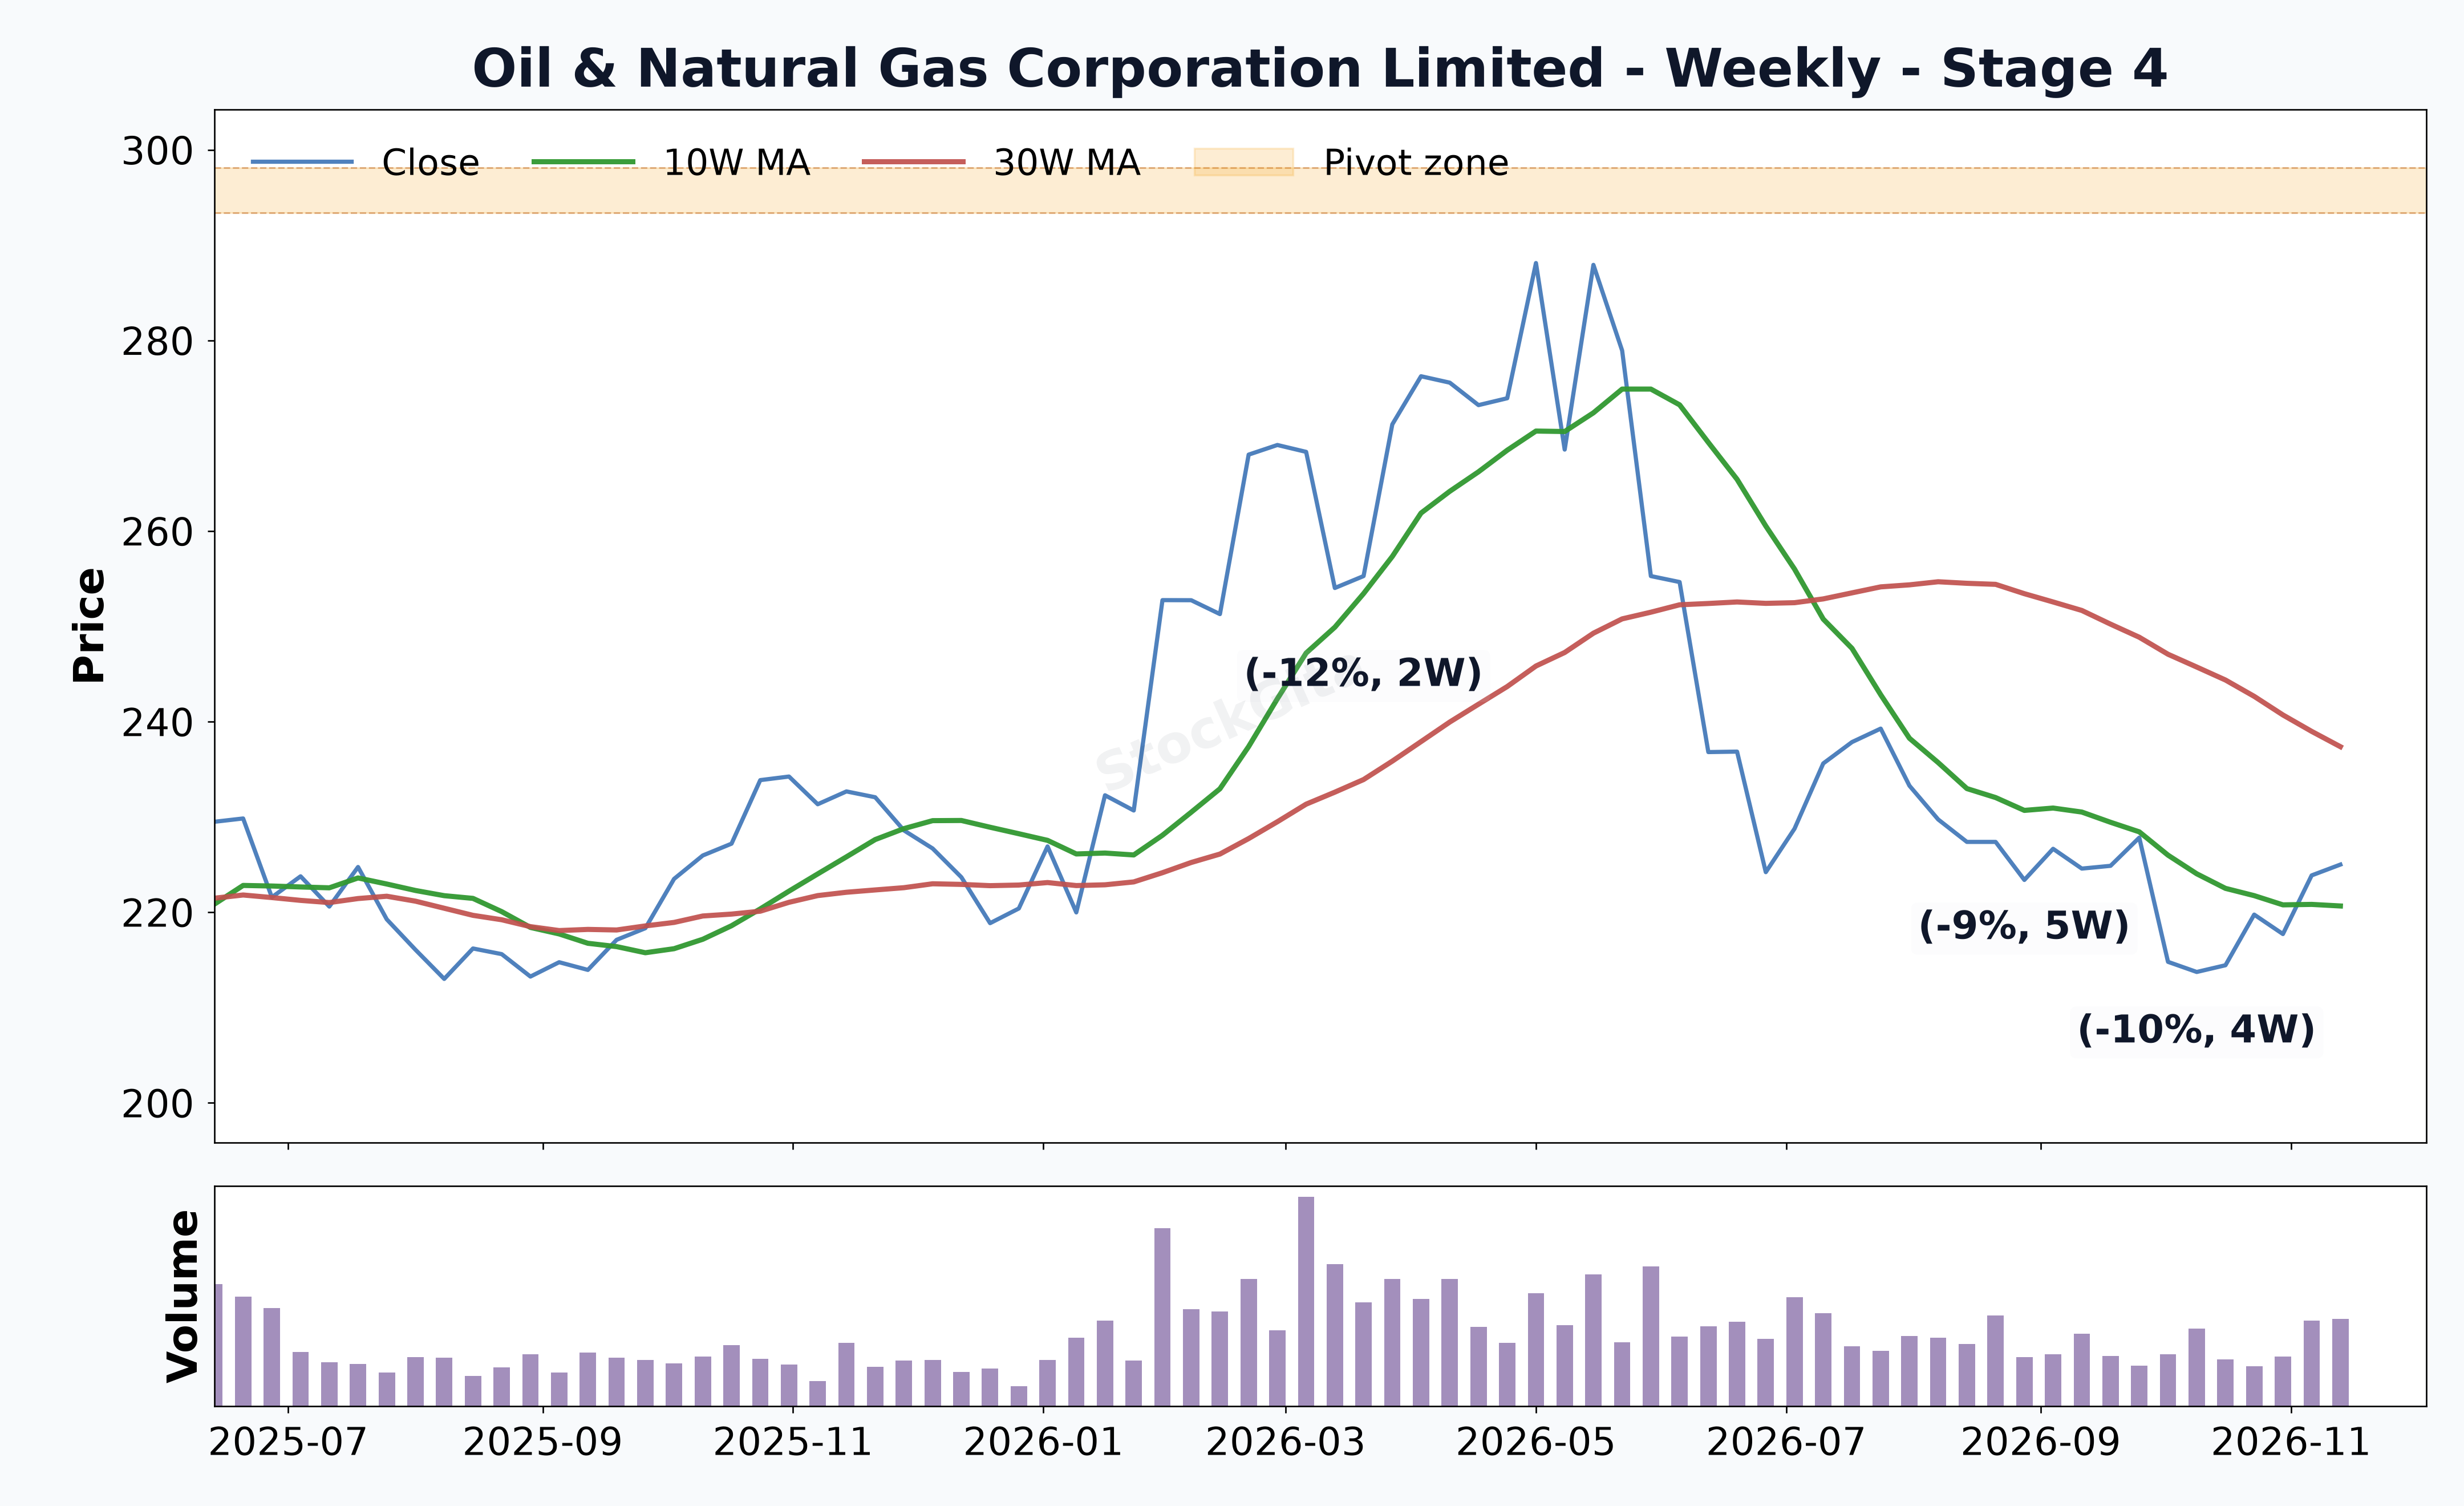 Oil & Natural Gas Corporation Limited - Weekly - Stage 4
Close 10W MA 30W MA Pivot zone
300
280
260
240
220
200
Price
(-12%, 2W)
(-9%, 5W)
(-10%, 4W)
Volume
2025-07 2025-09 2025-11 2026-01 2026-03 2026-05 2026-07 2026-09 2026-11